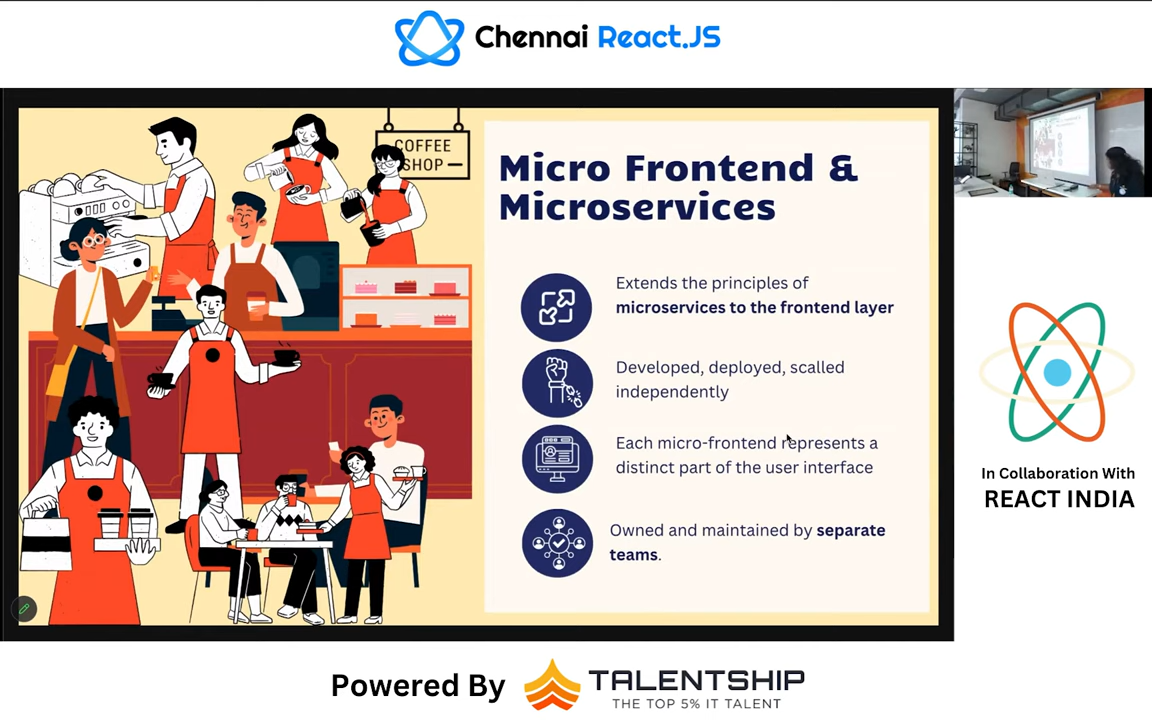 Chennai React.JS
COFFEE
SHOP
Micro Frontend &
Microservices
Extends the principles of
microservices to the frontend layer
Developed, deployed, scalled
independently
Each micro-frontend represents a
distinct part of the user interface
Owned and maintained by separate
teams.
In Collaboration With
REACT INDIA
Powered By
TALENTSHIP
THE TOP 5% IT TALENT